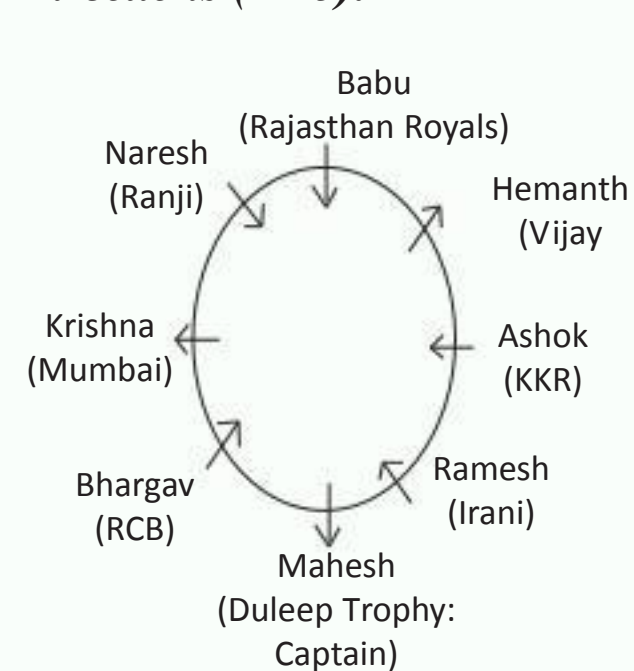 Babu
(Rajasthan Royals)
Naresh
(Ranji)
Hemanth
(Vijay
Krishna
(Mumbai)
Ashok
(KKR)
Bhargav
(RCB)
Ramesh
(Irani)
Mahesh
(Duleep Trophy:
Captain)